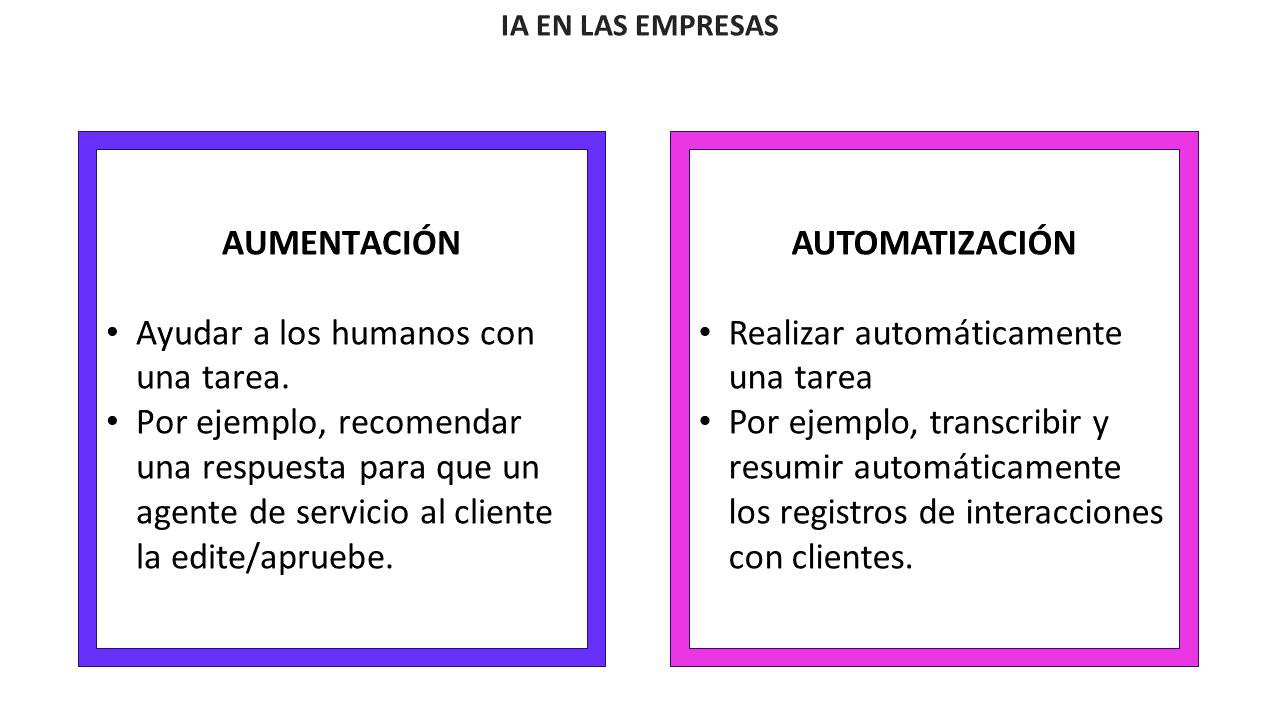 IA EN LAS EMPRESAS
AUMENTACIÓN
• Ayudar a los humanos con
una tarea.
• Por ejemplo, recomendar
una respuesta para que un
agente de servicio al cliente
la edite/apruebe.
AUTOMATIZACIÓN
• Realizar automáticamente
una tarea
• Por ejemplo, transcribir y
resumir automáticamente
los registros de interacciones
con clientes.